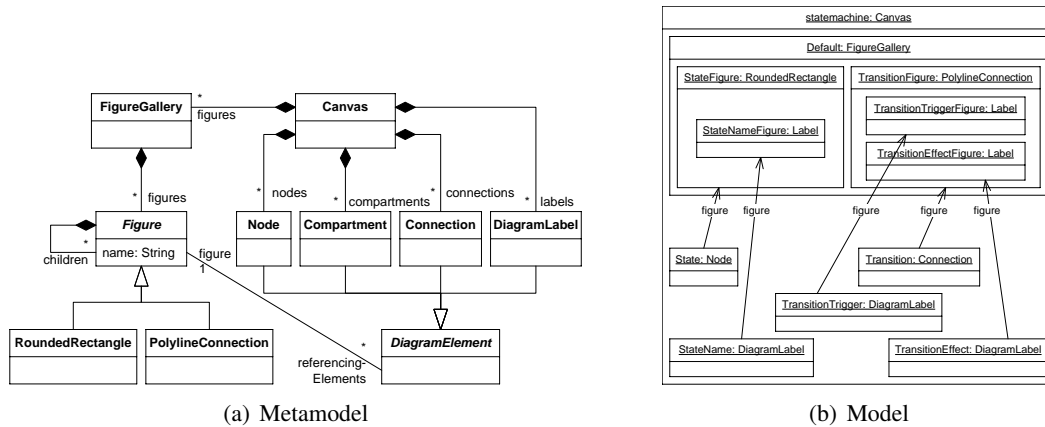 FigureGallery
*
figures
Canvas
*
figures
*
nodes
*
compartments
*
connections
*
labels
Figure
name: String
*
children
figure
1
Node
Compartment
Connection
DiagramLabel
RoundedRectangle
PolylineConnection
*
referencing-
Elements
DiagramElement
(a) Metamodel
statemachine: Canvas
Default: FigureGallery
StateFigure: RoundedRectangle
TransitionFigure: PolylineConnection
TransitionTriggerFigure: Label
StateNameFigure: Label
TransitionEffectFigure: Label
figure
figure
figure
figure
figure
State: Node
Transition: Connection
TransitionTrigger: DiagramLabel
StateName: DiagramLabel
TransitionEffect: DiagramLabel
(b) Model